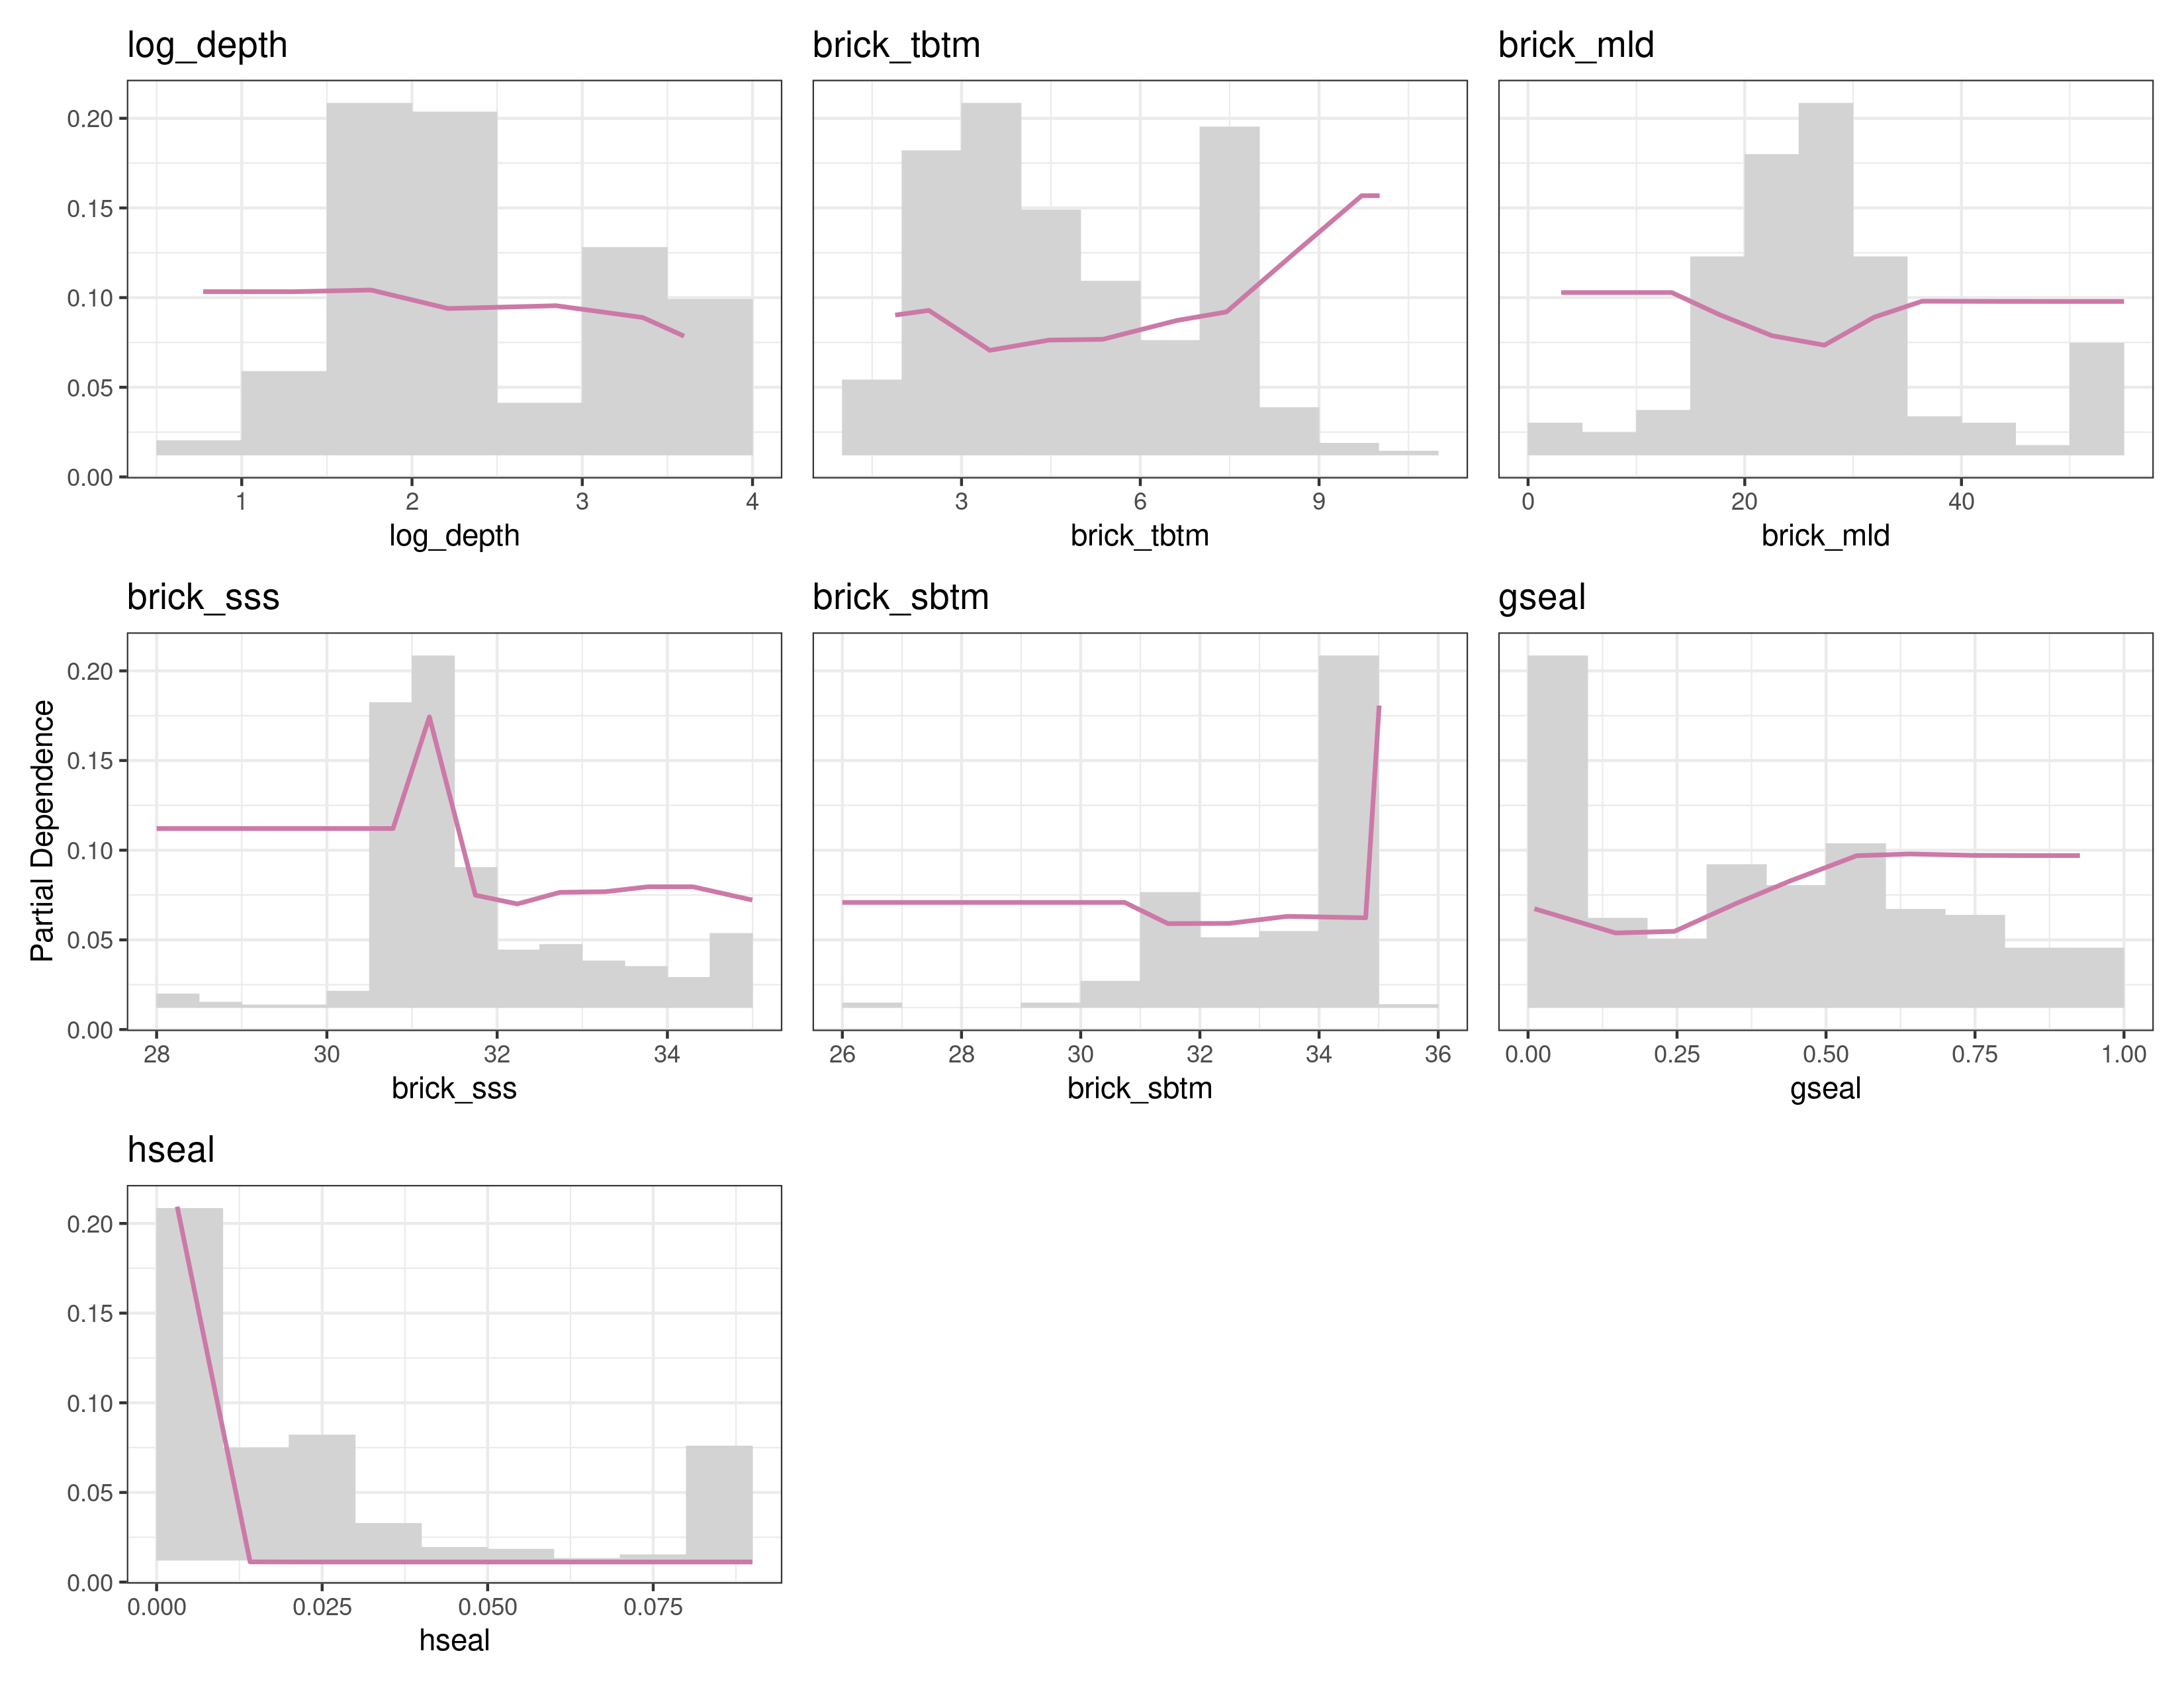 log_depth brick_tbtm brick_mld
0.20
0.15
0.10
0.05
0.00
1 2 3 4 3 6 9 0 20 40
log_depth brick_tbtm brick_mld
brick_sss brick_sbtm gseal
Partial Dependence
0.20
0.15
0.10
0.05
0.00
28 30 32 34 26 28 30 32 34 36 0.00 0.25 0.50 0.75 1.00
brick_sss brick_sbtm gseal
hseal
0.20
0.15
0.10
0.05
0.00
0.000 0.025 0.050 0.075
hseal